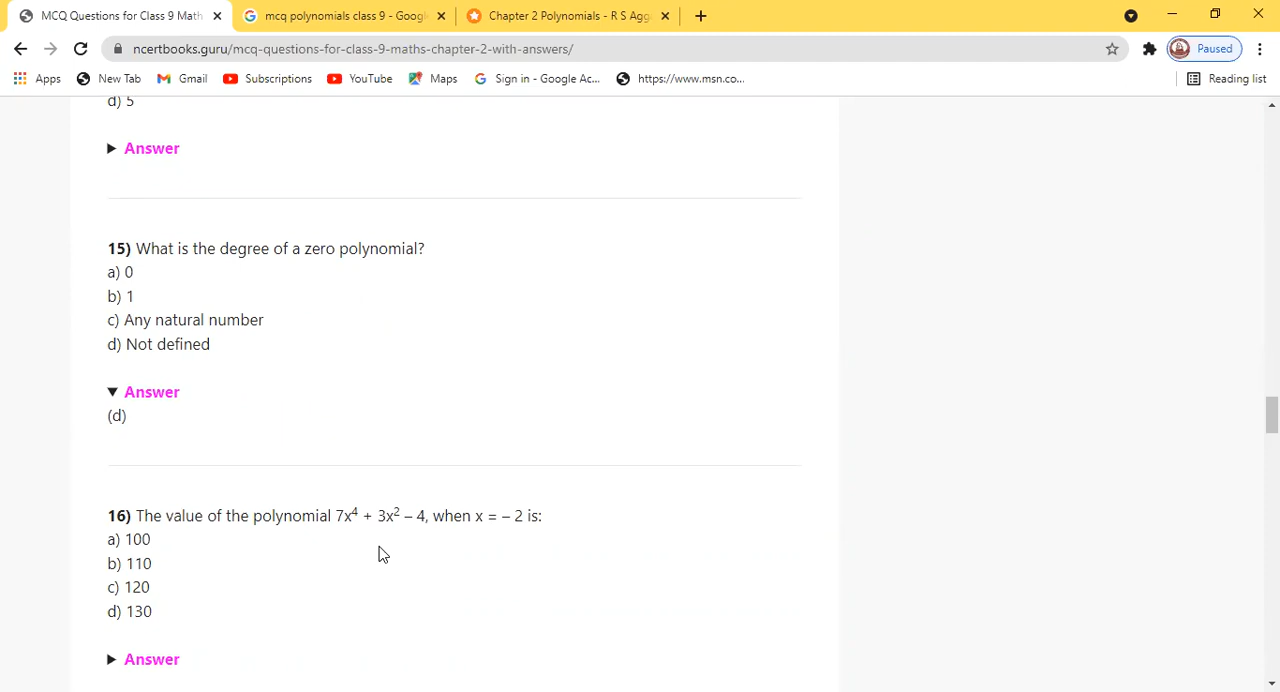 MCQ Questions for Class 9 Math
mcq polynomials class 9 - Googl
Chapter 2 Polynomials - R S Agg
ncertbooks.guru/mcq-questions-for-class-9-maths-chapter-2-with-answers/
Paused
Apps
New Tab
Gmail
Subscriptions
YouTube
Maps
Sign in - Google Ac...
https://www.msn.co...
Reading list
d) 5
Answer
15) What is the degree of a zero polynomial?
a) 0
b) 1
c) Any natural number
d) Not defined
Answer
(d)
16) The value of the polynomial 7x⁴ + 3x² – 4, when x = – 2 is:
a) 100
b) 110
c) 120
d) 130
Answer